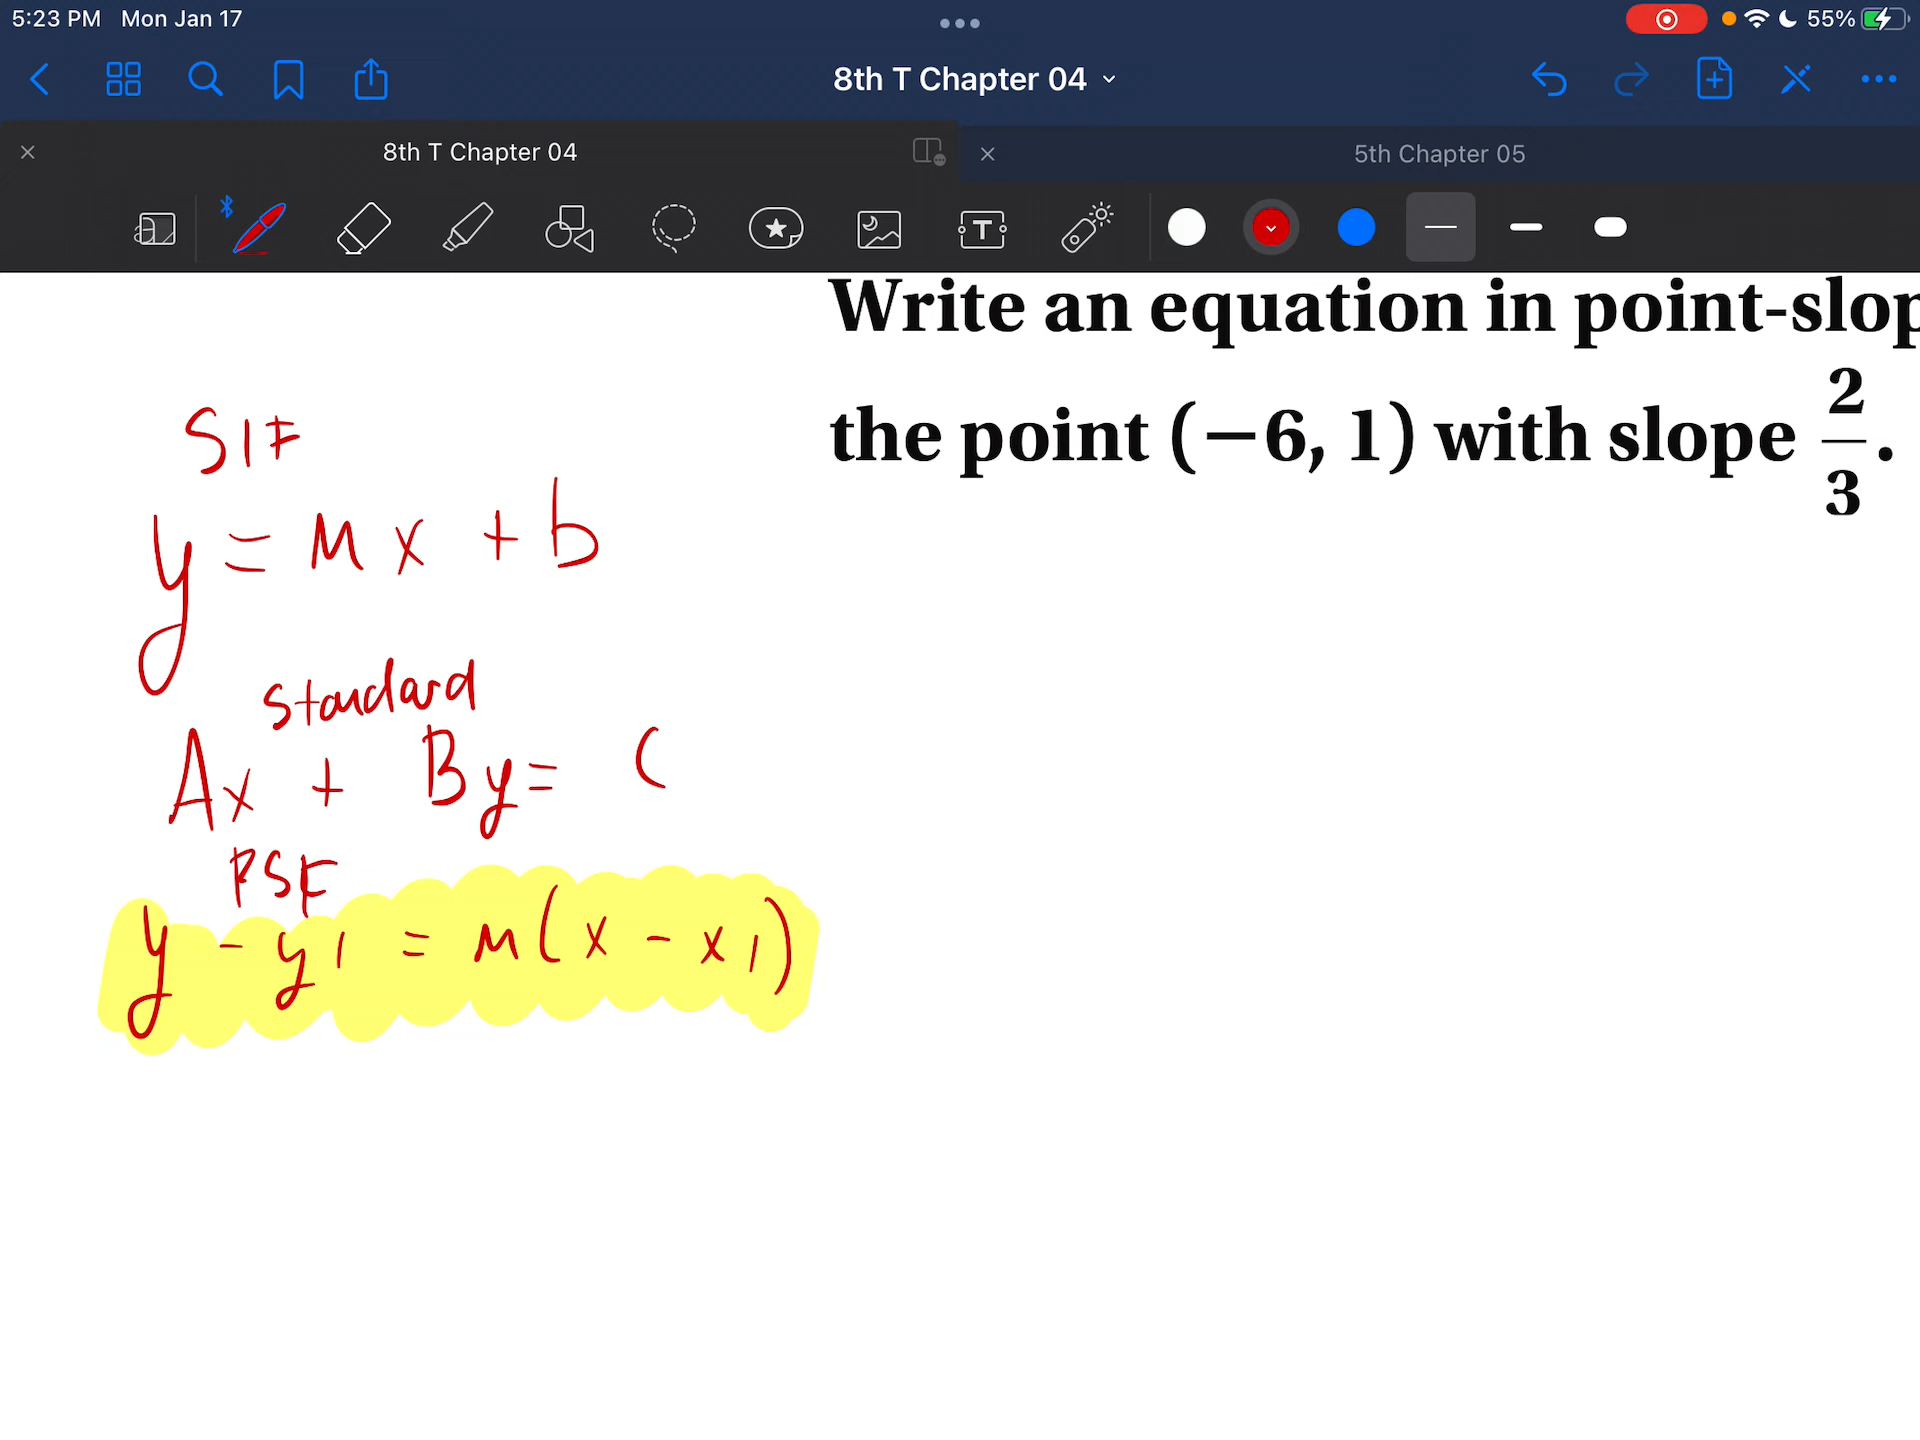 5:23 PM Mon Jan 17
55%
8th T Chapter 04
8th T Chapter 04
5th Chapter 05
T
Write an equation in point-slop
the point (−6, 1) with slope 2/3.
SIF
y = mx + b
Standard
Ax + By = C
PSF
y - y1 = m(x - x1)